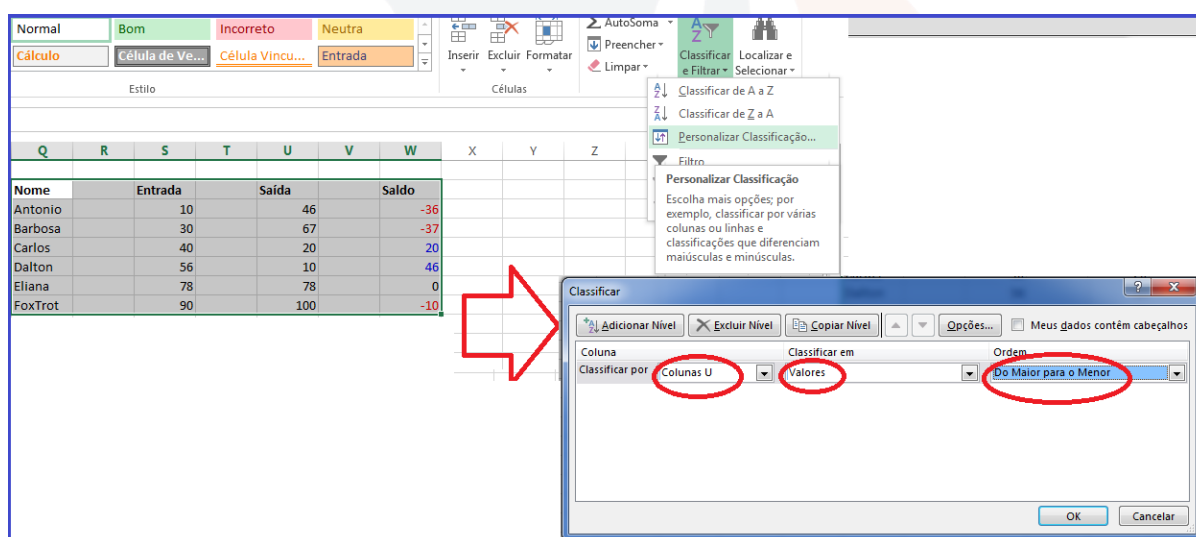 Normal Bom Incorreto Neutra
Cálculo Célula de Ve... Célula Vincu... Entrada
Estilo
Inserir Excluir Formatar
Células
AutoSoma
Preencher
Limpar
Classificar e Filtrar
Localizar e Selecionar
Classificar de A a Z
Classificar de Z a A
Personalizar Classificação...
Filtro
Personalizar Classificação
Escolha mais opções; por
exemplo, classificar por várias
colunas ou linhas e
classificações que diferenciam
maiúsculas e minúsculas.
Q R S T U V W X Y Z
Nome Entrada Saída Saldo
Antonio 10 46 -36
Barbosa 30 67 -37
Carlos 40 20 20
Dalton 56 10 46
Eliana 78 78 0
FoxTrot 90 100 -10
Classificar
Adicionar Nível Excluir Nível Copiar Nível Opções... Meus dados contêm cabeçalhos
Coluna Classificar em Ordem
Classificar por Colunas U Valores Do Maior para o Menor
OK Cancelar